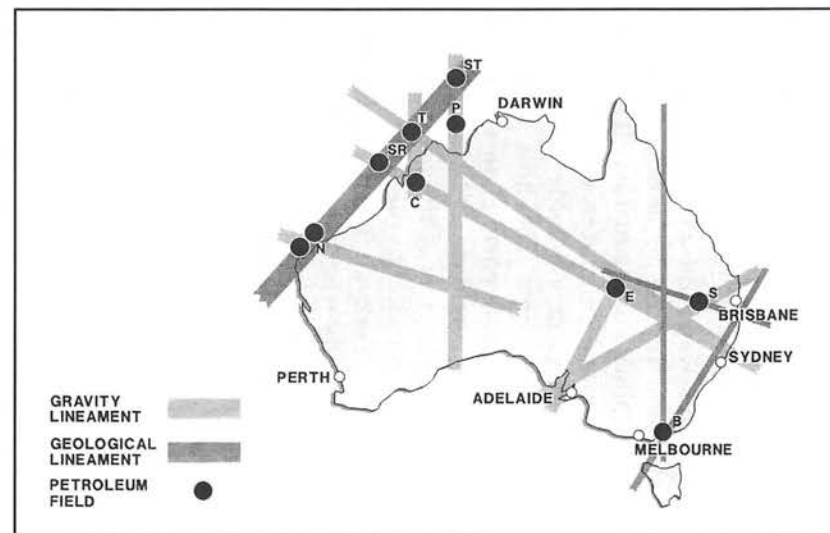 ST
DARWIN
T
P
SR
C
N
E
S
BRISBANE
SYDNEY
PERTH
ADELAIDE
B
MELBOURNE
GRAVITY
LINEAMENT
GEOLOGICAL
LINEAMENT
PETROLEUM
FIELD